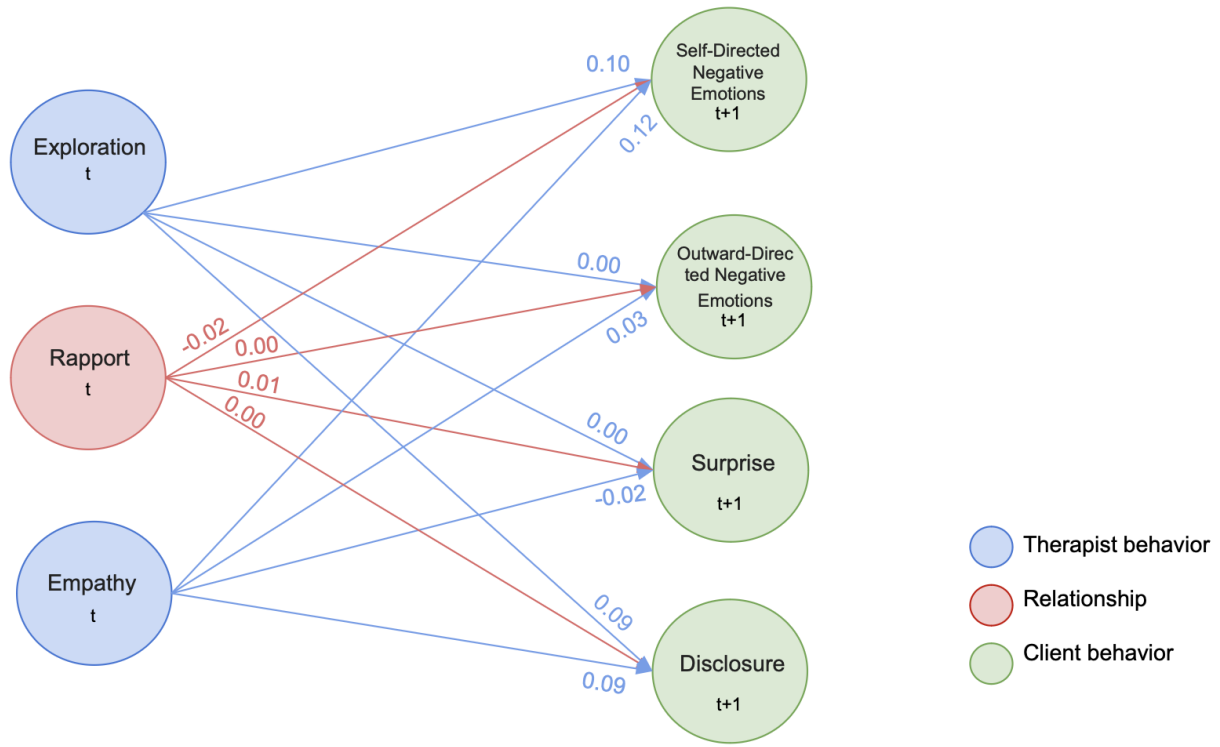 Self-Directed
Negative
Emotions
t+1
0.10
0.12
Exploration
t
Outward-Direc
ted Negative
Emotions
t+1
0.00
0.03
-0.02
0.00
0.01
0.00
Rapport
t
0.00
Surprise
t+1
-0.02
Empathy
t
0.09
Disclosure
t+1
0.09
Therapist behavior
Relationship
Client behavior